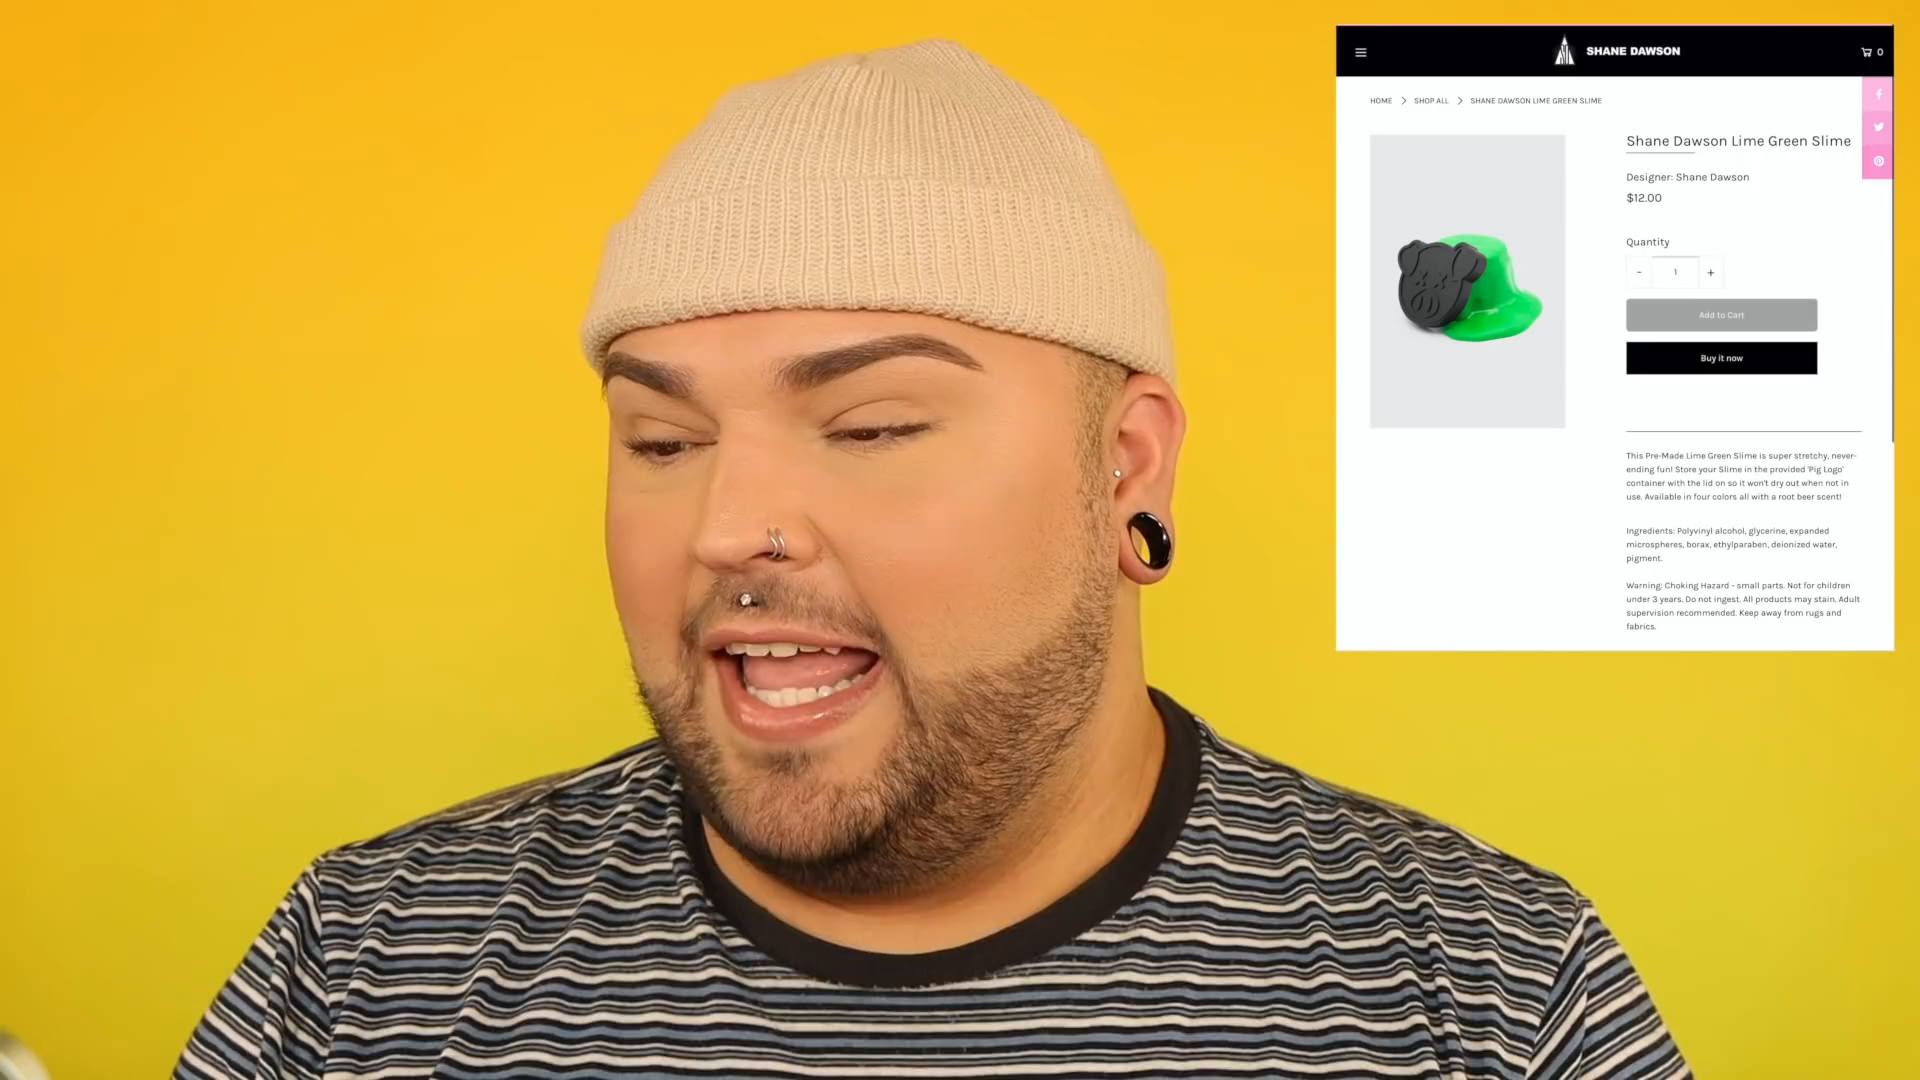 SHANE DAWSON
0
HOME > SHOP ALL > SHANE DAWSON LIME GREEN SLIME
Shane Dawson Lime Green Slime
Designer: Shane Dawson
$12.00
Quantity
- 1 +
Add to Cart
Buy it now
This Pre-Made Lime Green Slime is super stretchy, never-
ending fun! Store your Slime in the provided 'Pig Logo'
container with the lid on so it won't dry out when not in
use. Available in four colors all with a root beer scent!
Ingredients: Polyvinyl alcohol, glycerine, expanded
microspheres, borax, ethylparaben, deionized water,
pigment.
Warning: Choking Hazard - small parts. Not for children
under 3 years. Do not ingest. All products may stain. Adult
supervision recommended. Keep away from rugs and
fabrics.